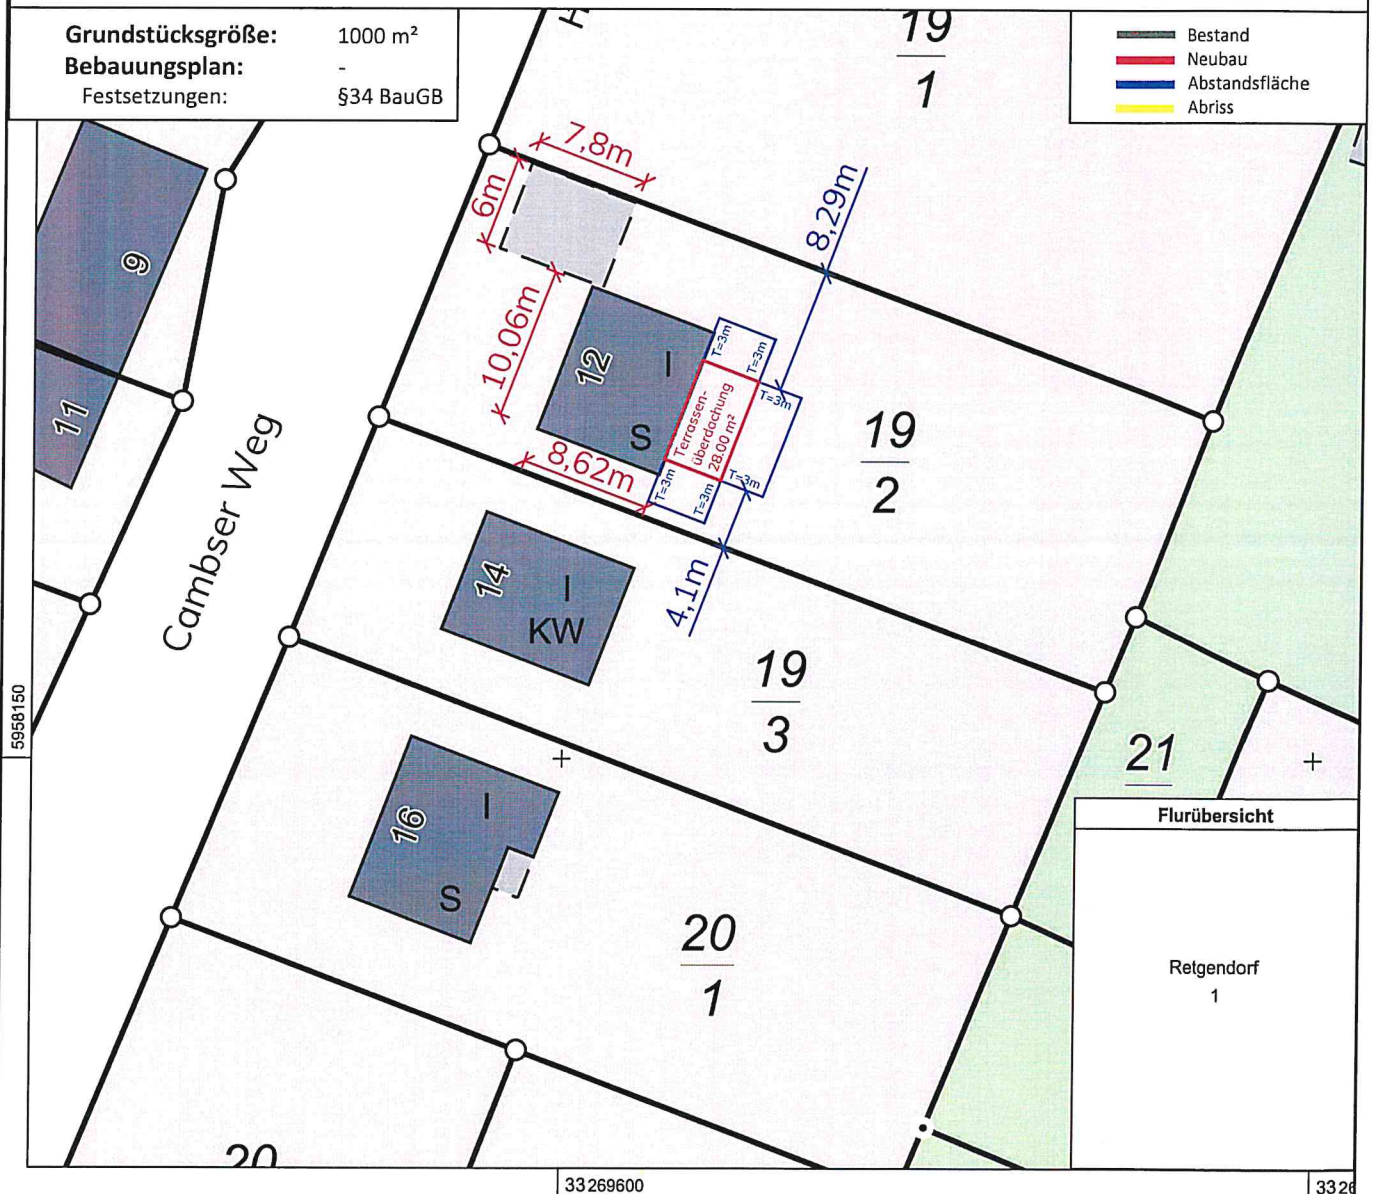 Grundstücksgröße: 1000 m²
Bebauungsplan: -
Festsetzungen: §34 BauGB
Bestand
Neubau
Abstandsfläche
Abriss
H
19
1
7,8m
6m
8,29m
9
10,06m
12
I
S
T=3m
T=3m
T=3m
Terrassen-
überdachung
28.00 m²
T=3m
T=3m
T=3m
11
8,62m
19
2
Cambser Weg
14
I
KW
4,1m
19
3
5958150
21
16
I
S
Flurübersicht
20
1
Retgendorf
1
20
33269600